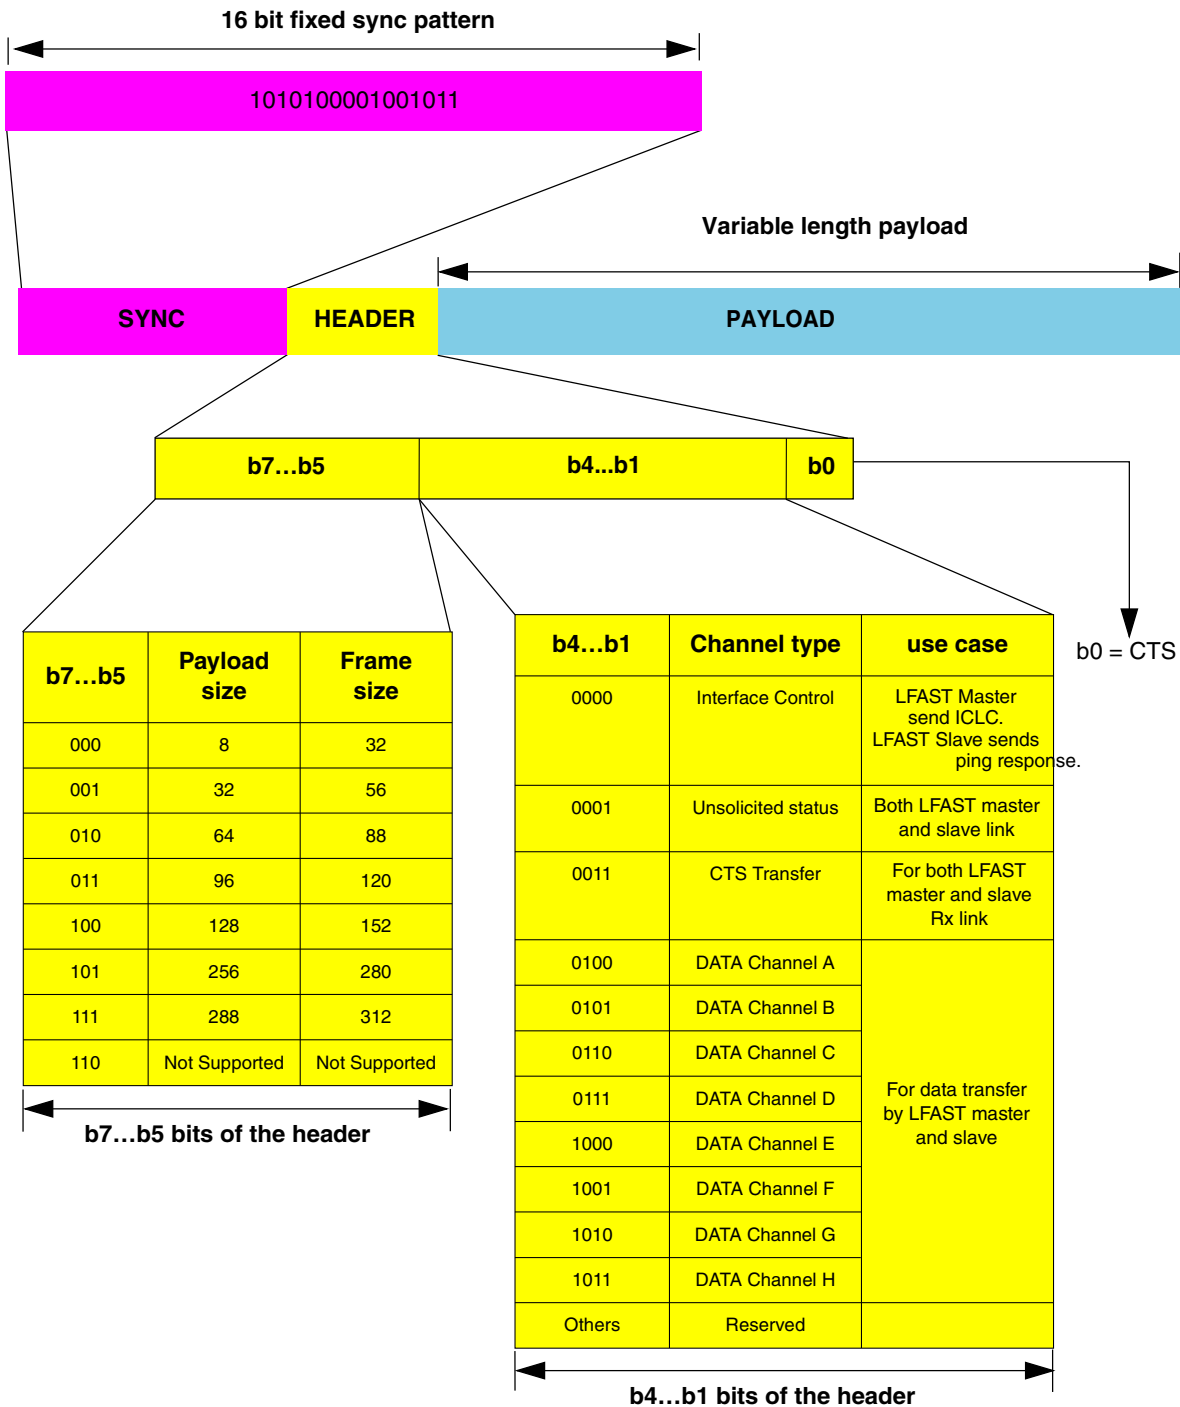 16 bit fixed sync pattern
1010100001001011
Variable length payload
SYNC
HEADER
PAYLOAD
b7...b5
b4...b1
b0
b0 = CTS
b7...b5
Payload
size
Frame
size
000
8
32
001
32
56
010
64
88
011
96
120
100
128
152
101
256
280
111
288
312
110
Not Supported
Not Supported
b7...b5 bits of the header
b4...b1
Channel type
use case
0000
Interface Control
LFAST Master
send ICLC.
LFAST Slave sends
ping response.
0001
Unsolicited status
Both LFAST master
and slave link
0011
CTS Transfer
For both LFAST
master and slave
Rx link
0100
DATA Channel A
0101
DATA Channel B
0110
DATA Channel C
0111
DATA Channel D
1000
DATA Channel E
1001
DATA Channel F
1010
DATA Channel G
1011
DATA Channel H
For data transfer
by LFAST master
and slave
Others
Reserved
b4...b1 bits of the header